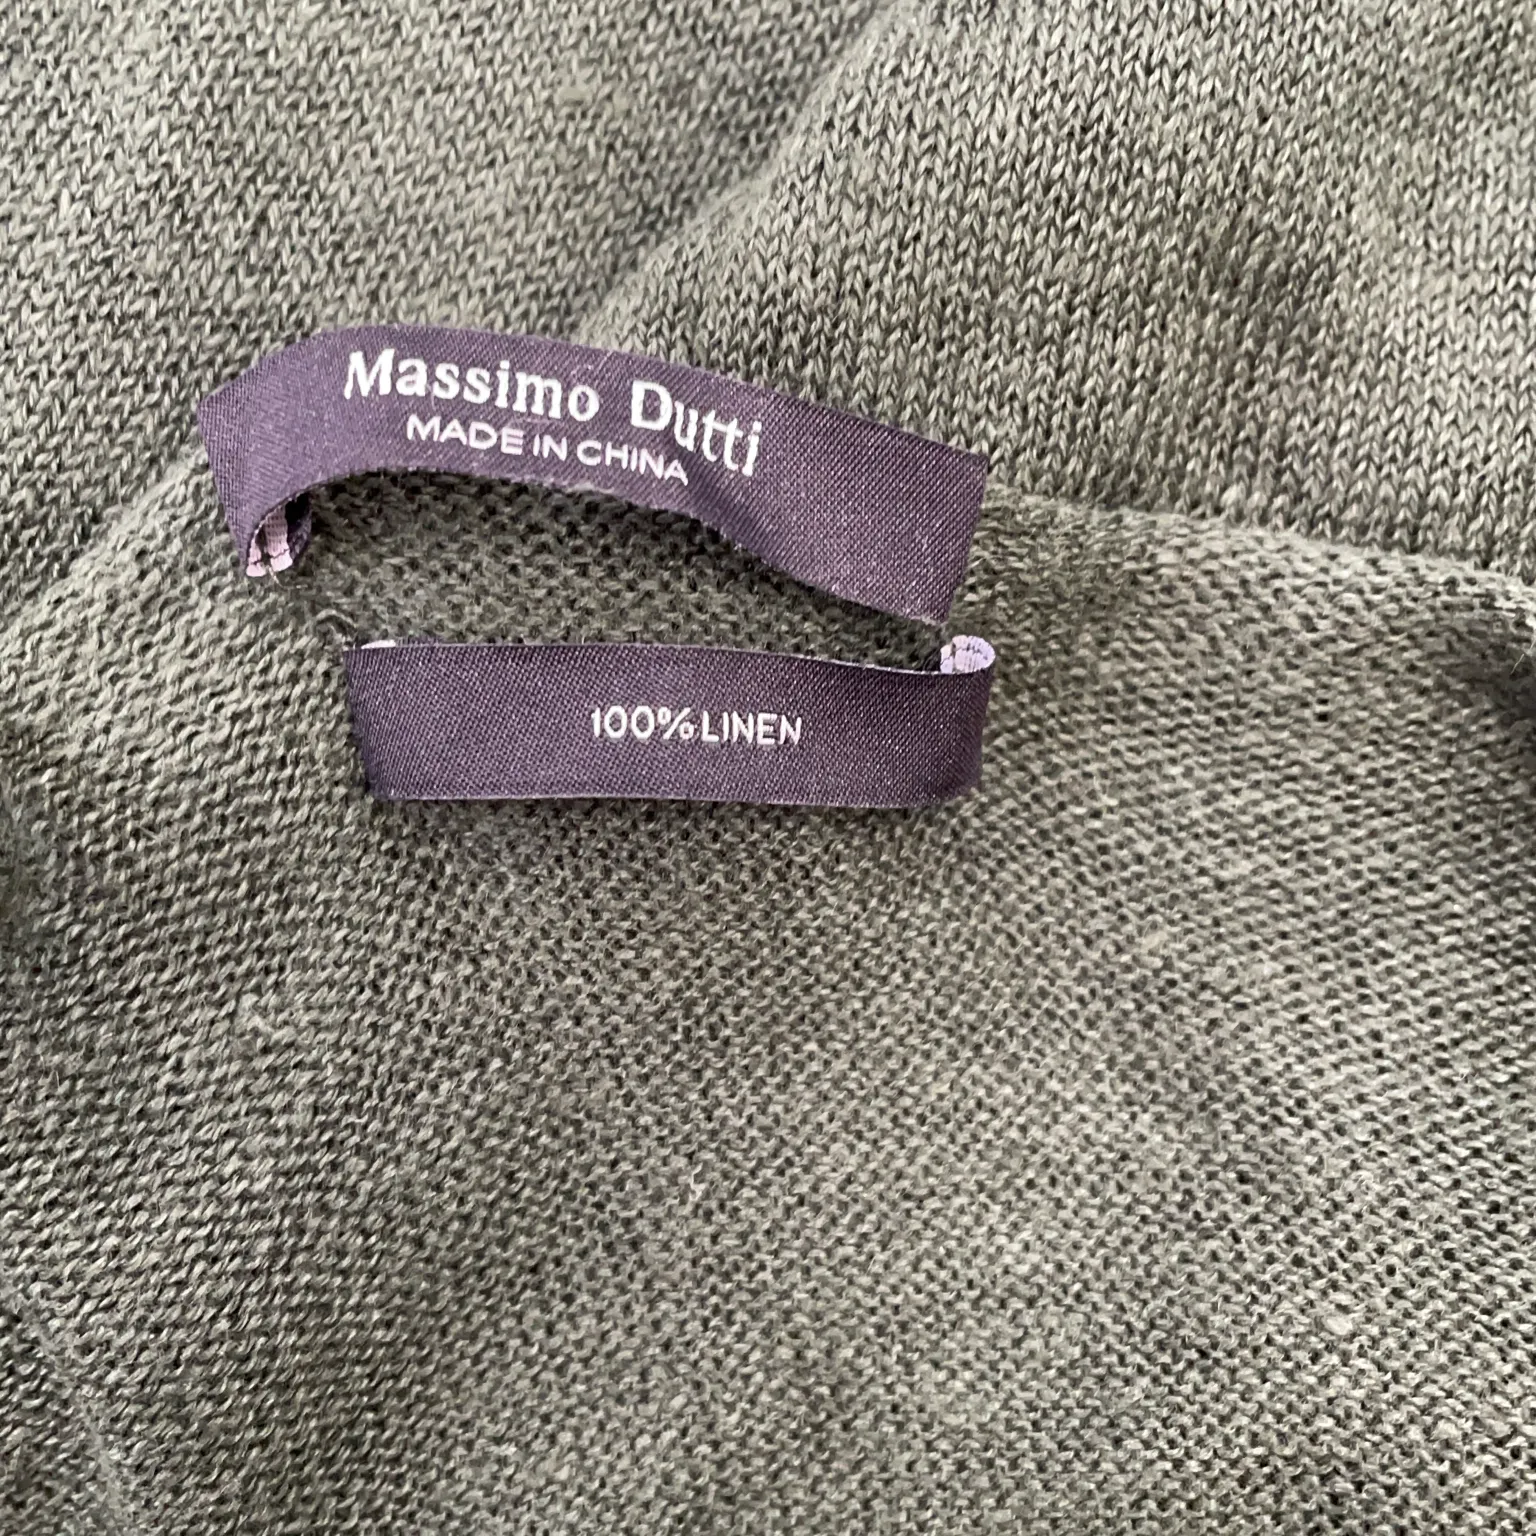 Massimo Dutti
MADE IN CHINA
100% LINEN